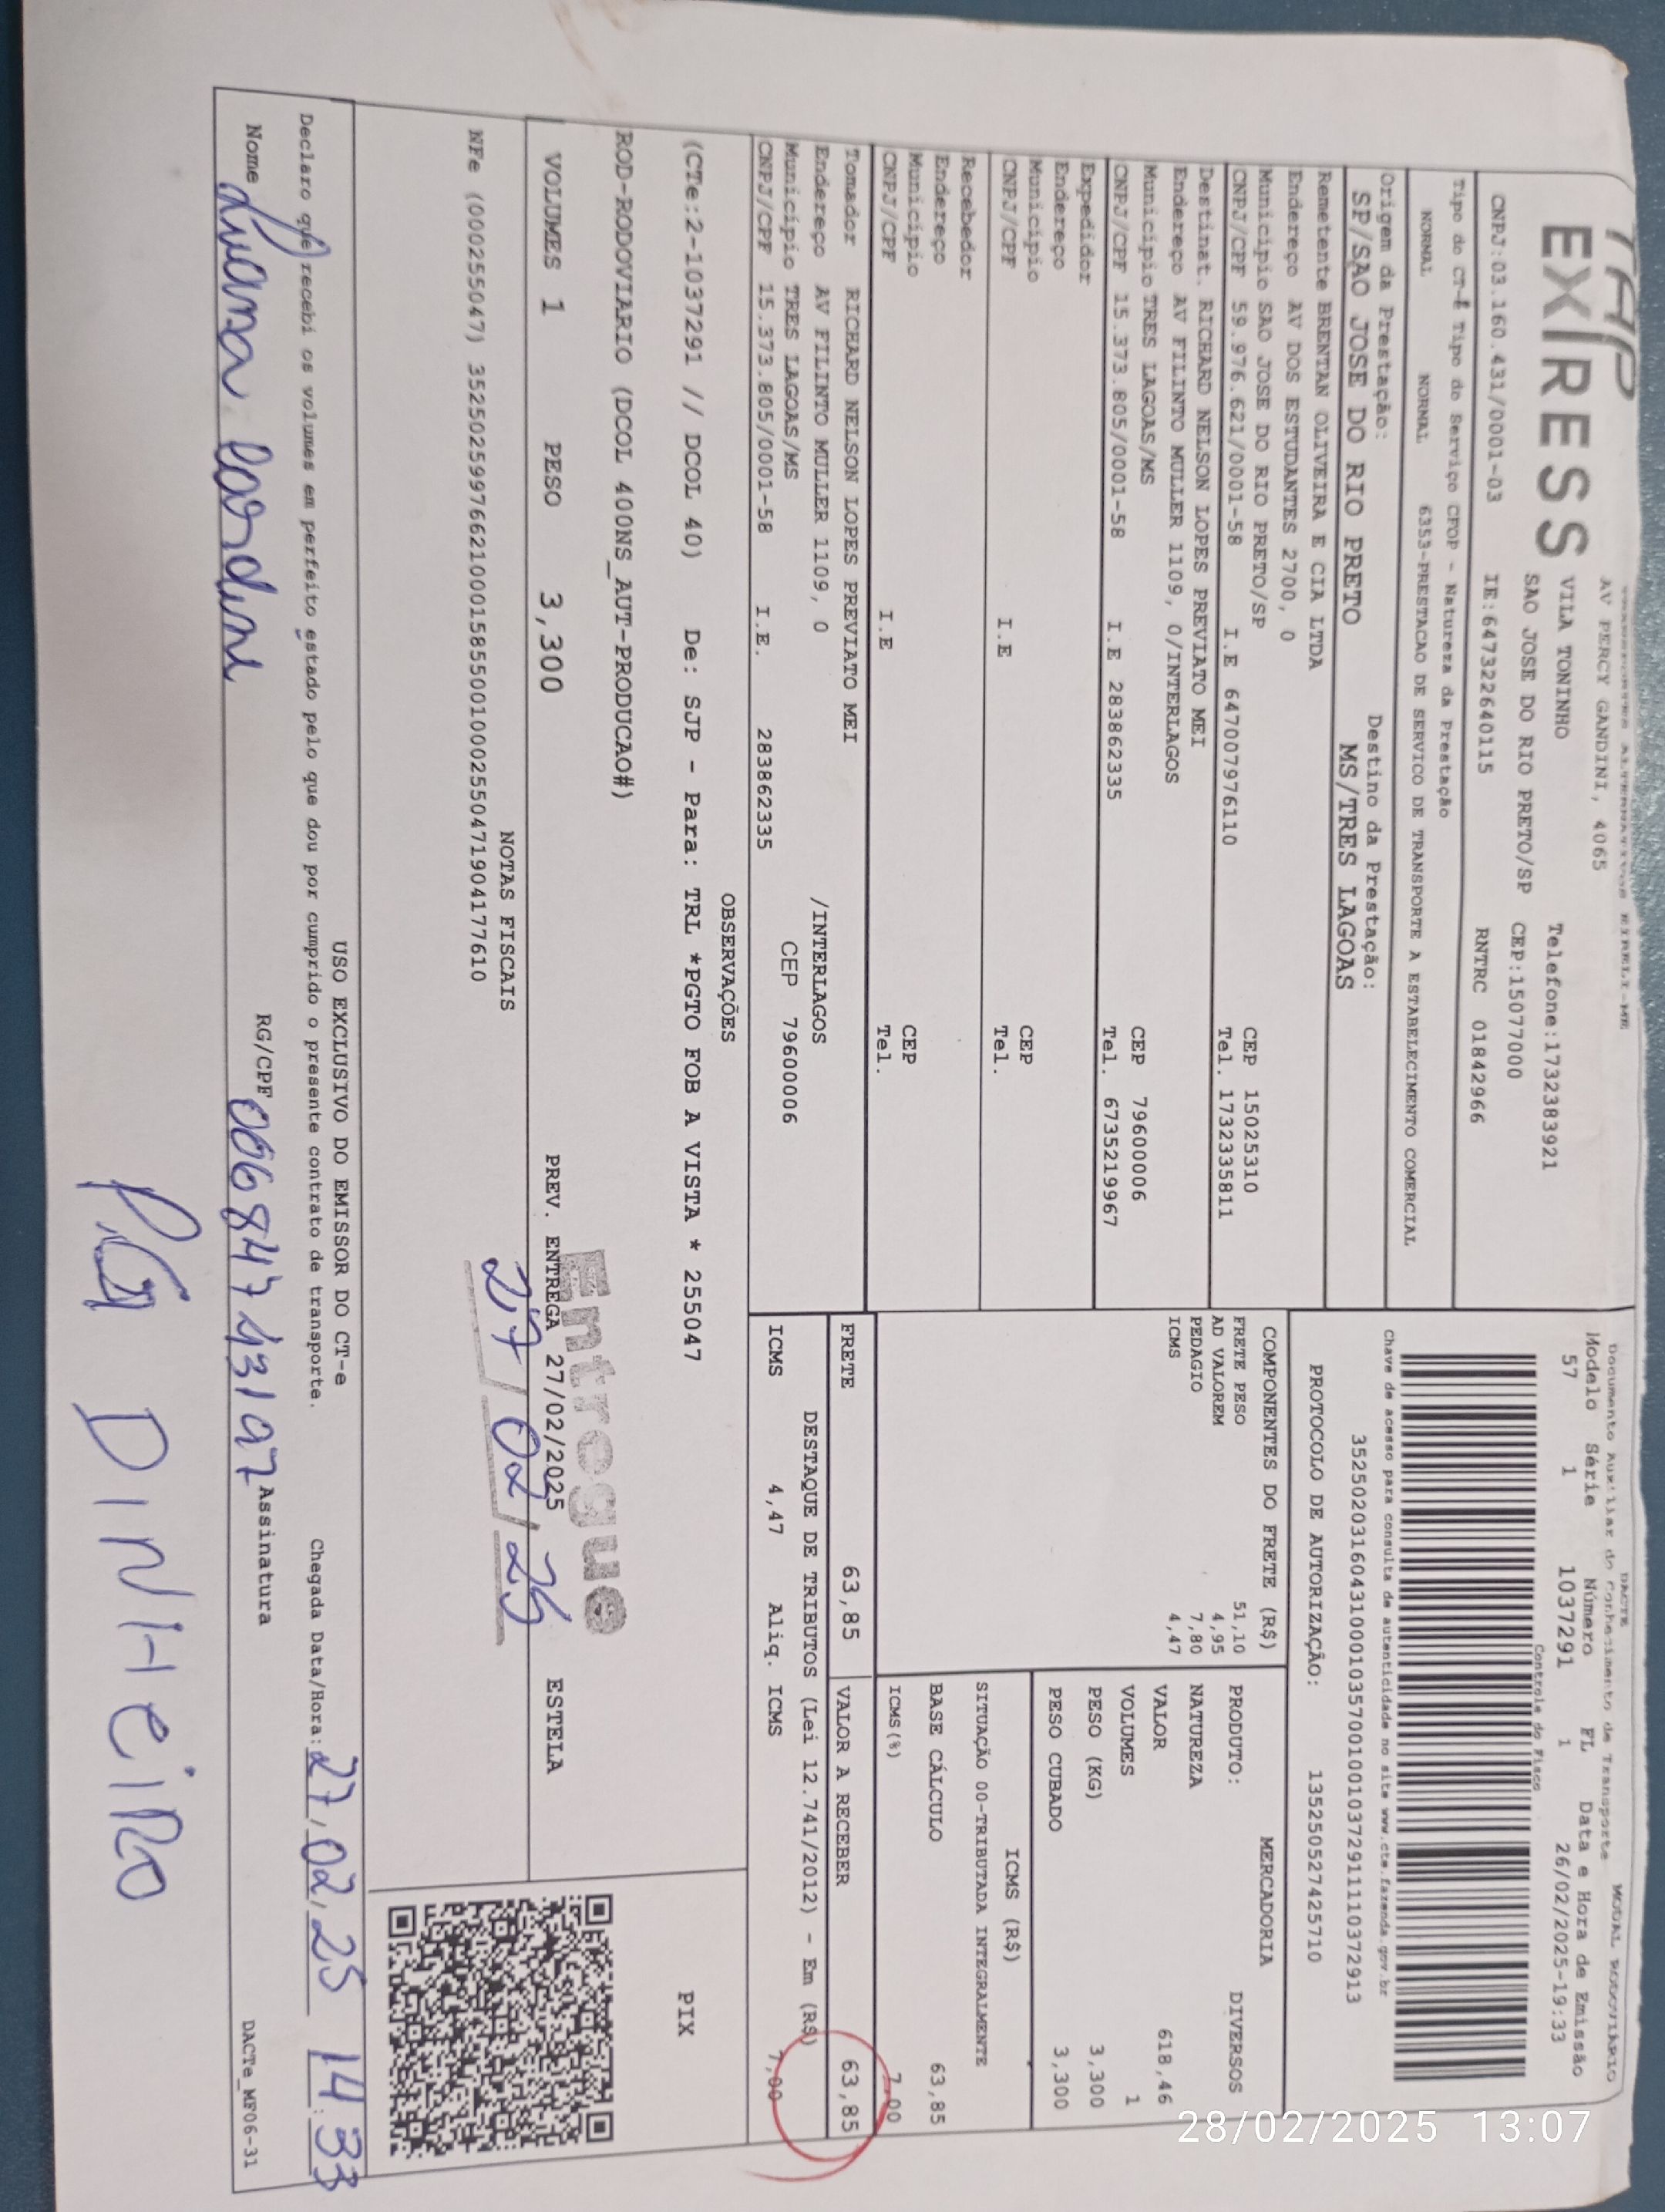 TAP
EXPRESS
TRANSPORTES ALTERNATIVOS EIRELI-ME
AV PERCY GANDINI, 4065
VILA TONINHO Telefone:1732383921
SAO JOSE DO RIO PRETO/SP CEP:15077000
CNPJ:03.160.431/0001-03 IE:647322640115 RNTRC 01842966
DACTE
Documento Auxiliar do Conhecimento de Transporte MODAL RODOVIÁRIO
Modelo Série Número FL Data e Hora de Emissão
57 1 1037291 1 26/02/2025-19:33
Controle do Fisco
Tipo do CT-e Tipo do Serviço CFOP - Natureza da Prestação
NORMAL NORMAL 6353-PRESTACAO DE SERVICO DE TRANSPORTE A ESTABELECIMENTO COMERCIAL
Chave de acesso para consulta de autenticidade no site www.cte.fazenda.gov.br
35250203160431000103570010010372911110372913
Origem da Prestação: Destino da Prestação:
SP/SAO JOSE DO RIO PRETO MS/TRES LAGOAS
PROTOCOLO DE AUTORIZAÇÃO: 135250527425710
Remetente BRENTAN OLIVEIRA E CIA LTDA
Endereço AV DOS ESTUDANTES 2700, 0
Municipio SAO JOSE DO RIO PRETO/SP CEP 15025310
CNPJ/CPF 59.976.621/0001-58 I.E 647007976110 Tel. 1732335811
Destinat. RICHARD NELSON LOPES PREVIATO MEI
Endereço AV FILINTO MULLER 1109, 0/INTERLAGOS
Municipio TRES LAGOAS/MS CEP 79600006
CNPJ/CPF 15.373.805/0001-58 I.E 283862335 Tel. 6735219967
Expedidor
Endereço
Municipio CEP
CNPJ/CPF I.E Tel.
Recebedor
Endereço
Municipio CEP
CNPJ/CPF I.E Tel.
Tomador RICHARD NELSON LOPES PREVIATO MEI
Endereço AV FILINTO MULLER 1109, 0 /INTERLAGOS
Municipio TRES LAGOAS/MS CEP 79600006
CNPJ/CPF 15.373.805/0001-58 I.E. 283862335
COMPONENTES DO FRETE (R$)
FRETE PESO 51,10
AD VALOREM 4,95
PEDAGIO 7,80
ICMS 4,47
MERCADORIA
PRODUTO: DIVERSOS
NATUREZA
VALOR 618,46
VOLUMES 1
PESO (KG) 3,300
PESO CUBADO 3,300
ICMS (R$)
SITUAÇÃO 00-TRIBUTADA INTEGRALMENTE
BASE CÁLCULO 63,85
ICMS(%) 7,00
FRETE 63,85 VALOR A RECEBER 63,85
DESTAQUE DE TRIBUTOS (Lei 12.741/2012) - Em (R$)
ICMS 4,47 Aliq. ICMS 7,00
OBSERVAÇÕES
(CTe:2-1037291 // DCOL 40) De: SJP - Para: TRL *PGTO FOB A VISTA * 255047
ROD-RODOVIARIO (DCOL 400NS_AUT-PRODUCAO#)
PIX
Entregue
VOLUMES 1 PESO 3,300 PREV. ENTREGA 27/02/2025 ESTELA
27/02/25
NOTAS FISCAIS
NFe (000255047) 35250259976621000158550010002550471904177610
USO EXCLUSIVO DO EMISSOR DO CT-e
Declaro que recebi os volumes em perfeito estado pelo que dou por cumprido o presente contrato de transporte. Chegada Data/Hora: 27/02/25 14:33
Nome Luana RG/CPF 0684743197 Assinatura
DACTe_MF06-31
PG DINHEIRO
28/02/2025 13:07